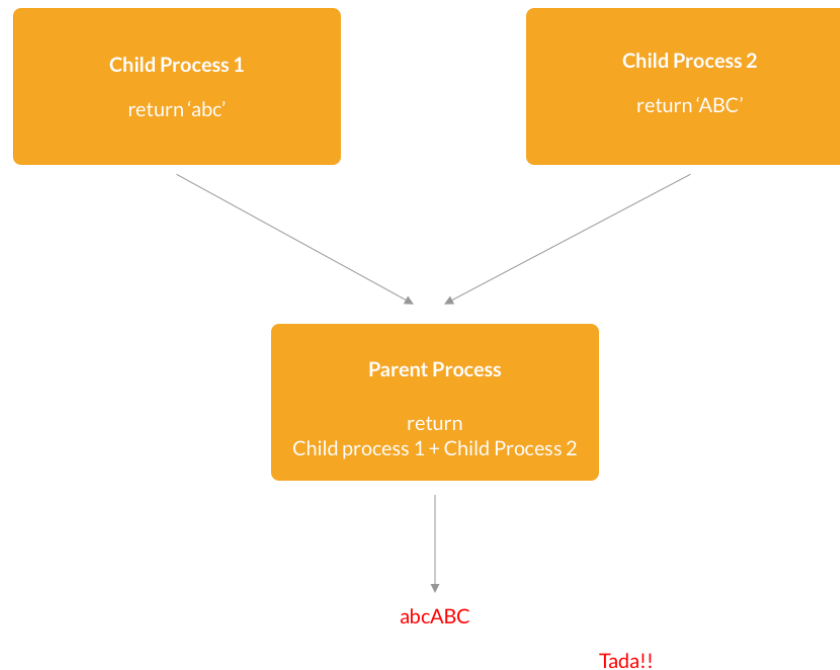 Child Process 1
return ‘abc’
Child Process 2
return ‘ABC’
Parent Process
return
Child process 1 + Child Process 2
abcABC
Tada!!